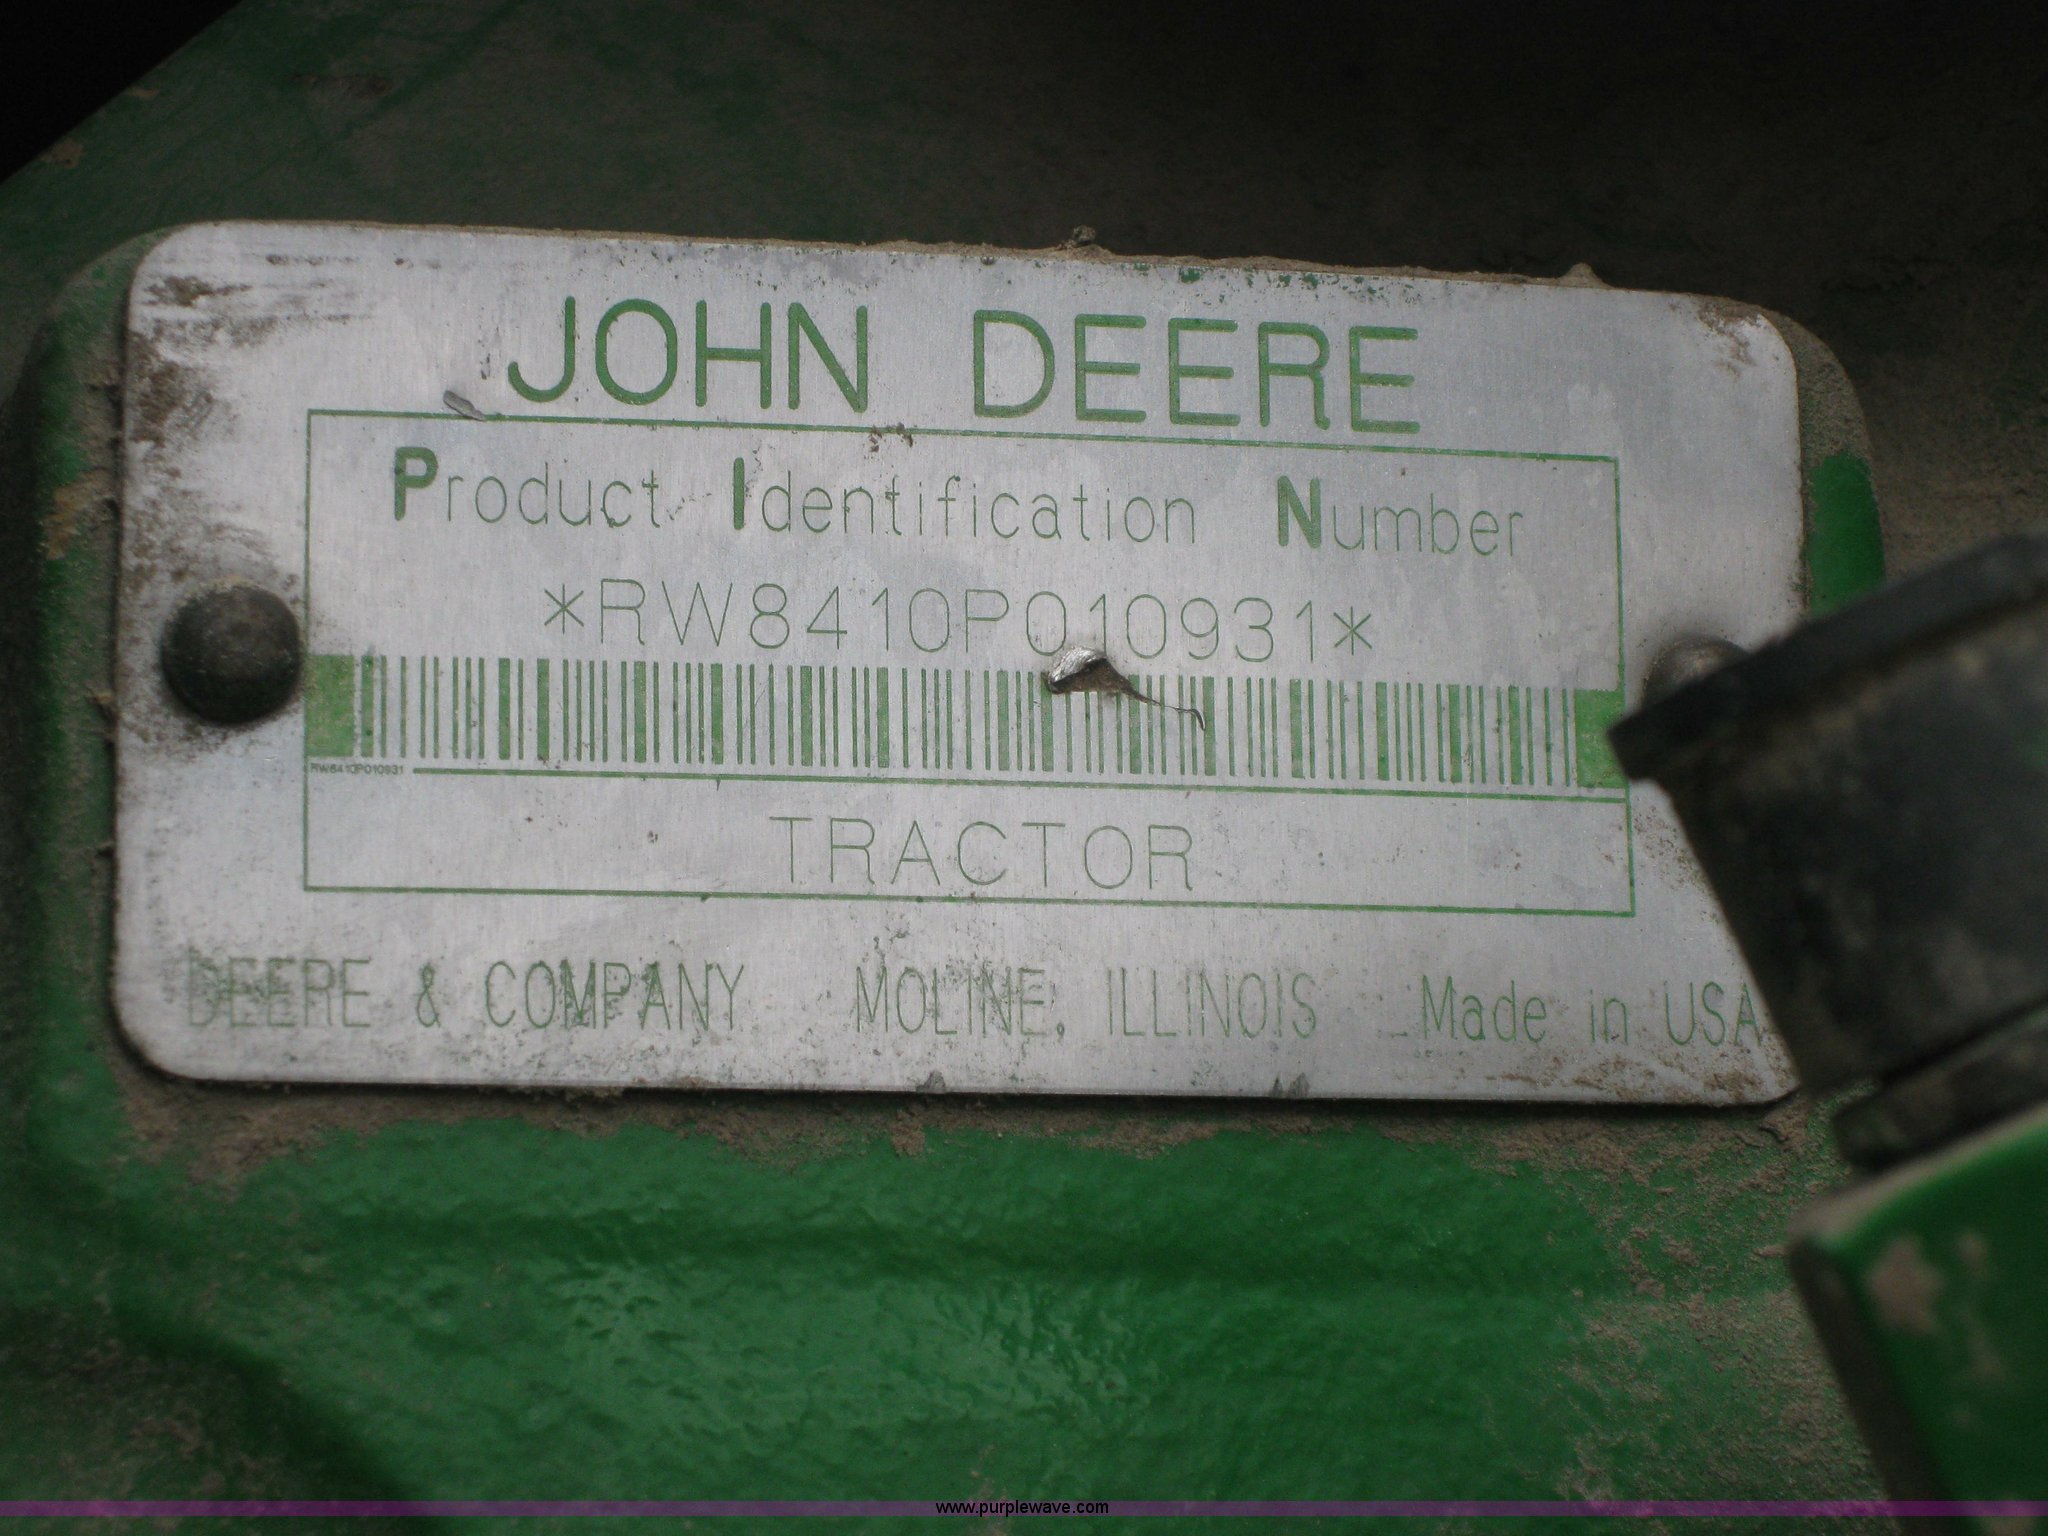 JOHN DEERE
Product Identification Number
*RW8410P010931*
RW8410P010931
TRACTOR
DEERE & COMPANY MOLINE, ILLINOIS Made in USA
www.purplewave.com